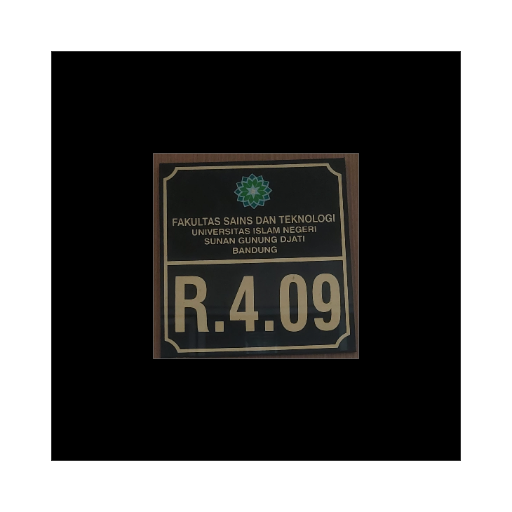 FAKULTAS SAINS DAN TEKNOLOGI
UNIVERSITAS ISLAM NEGERI
SUNAN GUNUNG DJATI
BANDUNG
R.4.09